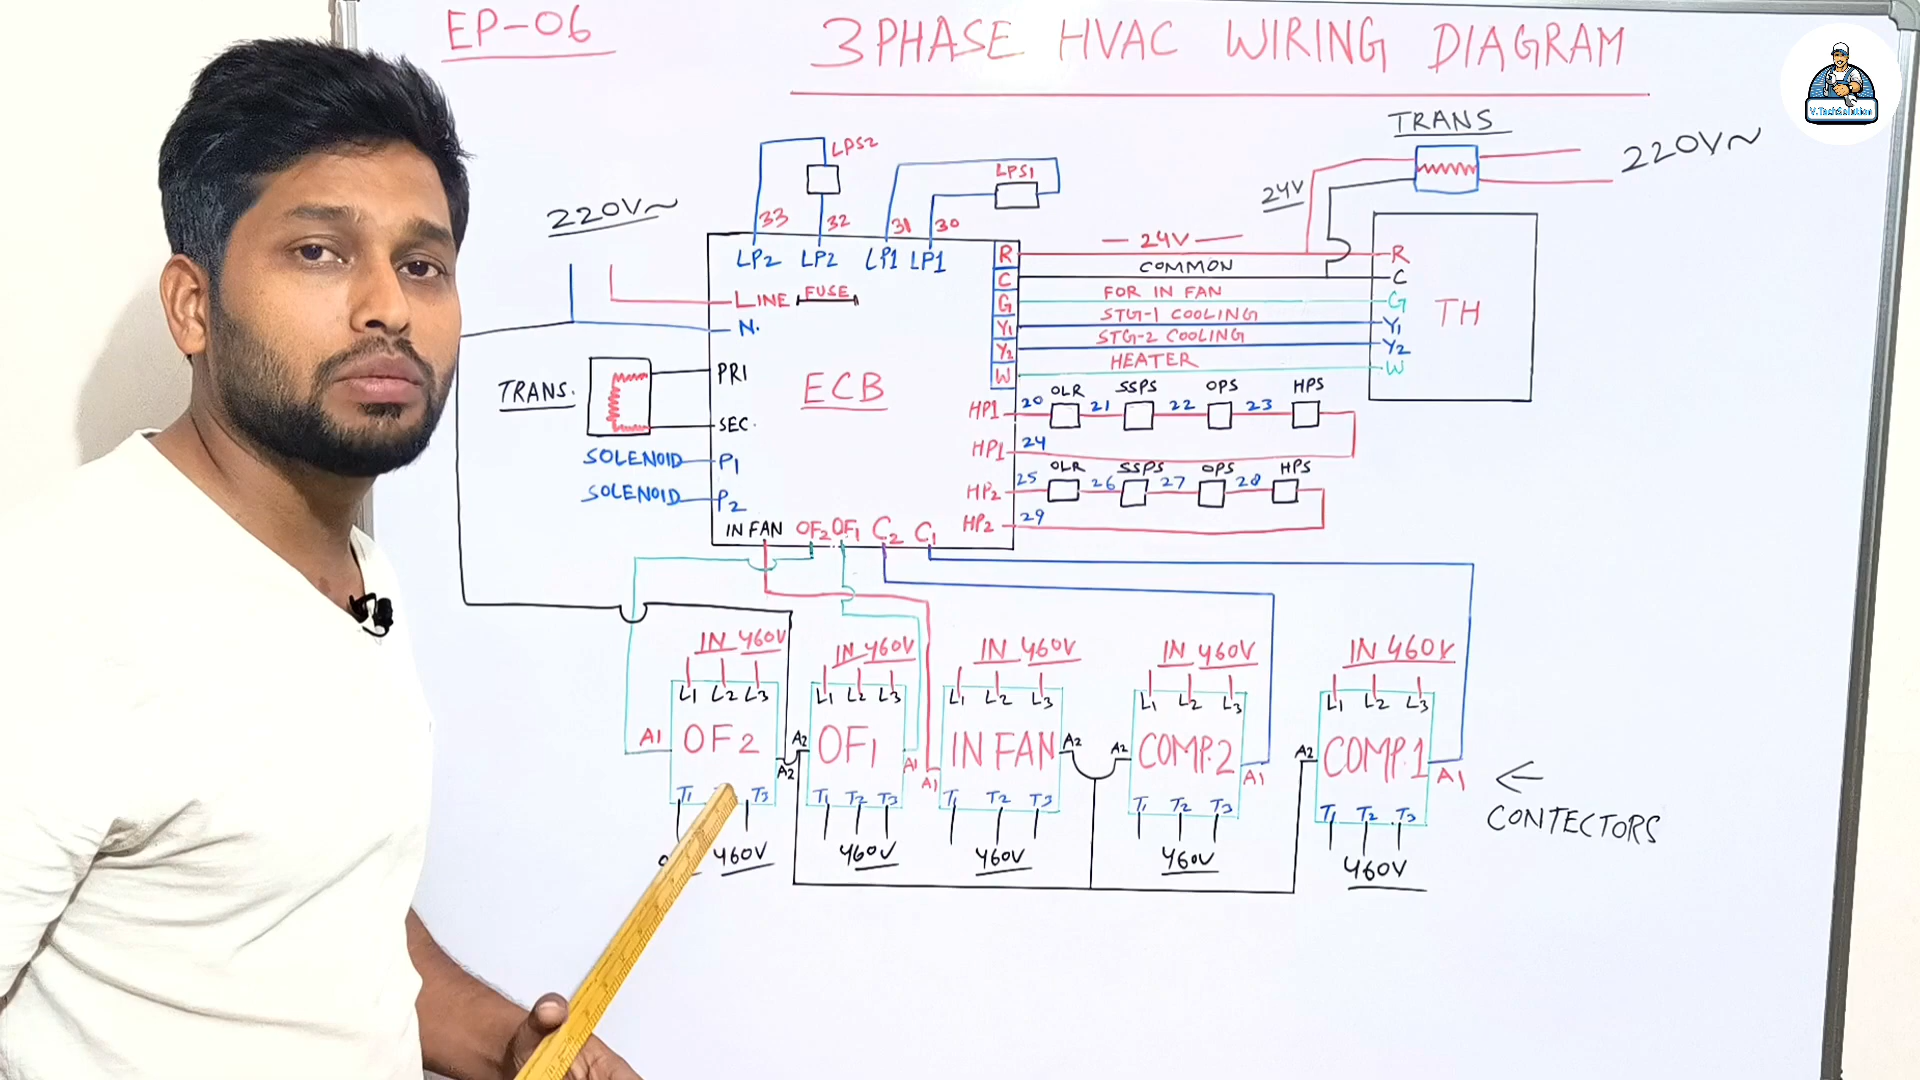 EP-06
3 PHASE HVAC WIRING DIAGRAM
V.TechSolution
TRANS
220V~
24V
LPS2
LPS1
220V~
33 32 31 30
LP2 LP2 LP1 LP1
LINE FUSE
N.
TRANS.
PRI
SEC.
SOLENOID P1
SOLENOID P2
ECB
R — 24V — R
C COMMON C
G FOR IN FAN G
Y1 STG-1 COOLING Y1
Y2 STG-2 COOLING Y2
W HEATER W
TH
OLR SSPS OPS HPS
HP1 20 21 22 23
HP1 24
OLR SSPS OPS HPS
HP2 25 26 27 28
HP2 29
IN FAN OF2 OF1 C2 C1
IN 460V IN 460V IN 460V IN 460V IN 460V
L1 L2 L3 L1 L2 L3 L1 L2 L3 L1 L2 L3 L1 L2 L3
A1 OF2 A2 A2 OF1 A1 A1 IN FAN A2 A2 COMP.2 A1 A2 COMP.1 A1
T1 T3 T1 T2 T3 T1 T2 T3 T1 T2 T3 T1 T2 T3
460V 460V 460V 460V 460V
← CONTECTORS